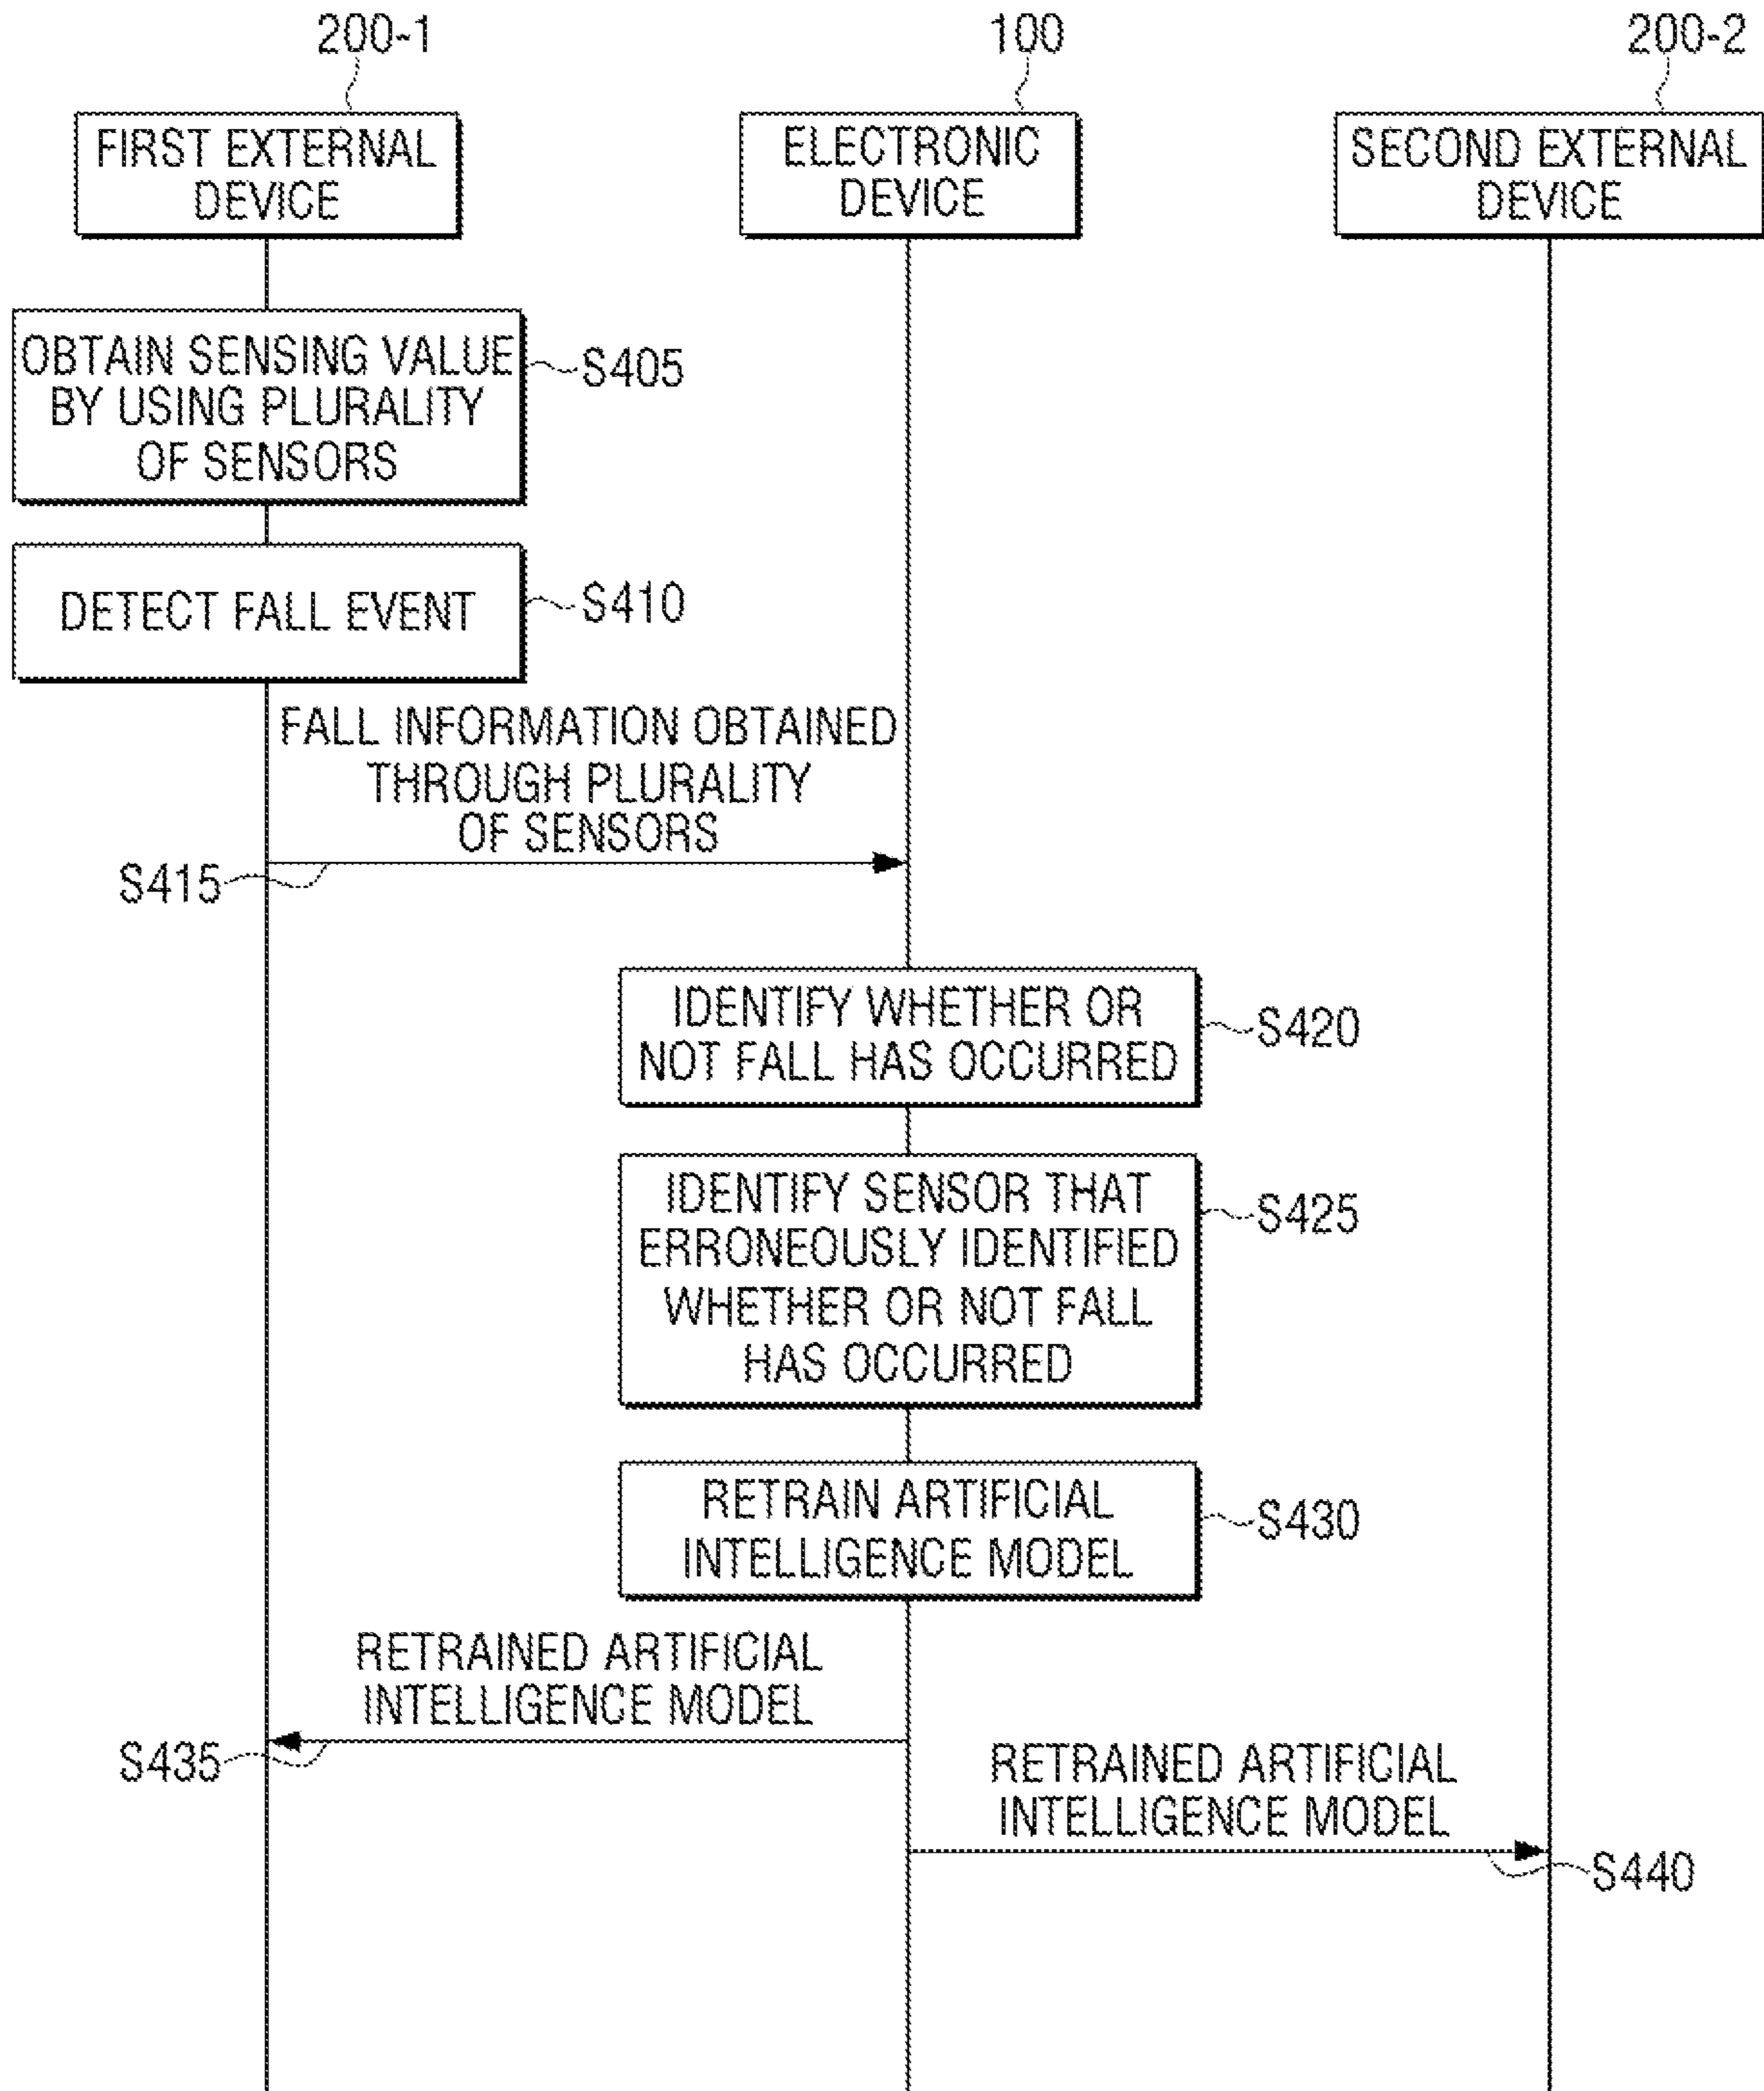 200-1
100
200-2
FIRST EXTERNAL
DEVICE
ELECTRONIC
DEVICE
SECOND EXTERNAL
DEVICE
OBTAIN SENSING VALUE
BY USING PLURALITY
OF SENSORS
S405
DETECT FALL EVENT
S410
FALL INFORMATION OBTAINED
THROUGH PLURALITY
OF SENSORS
S415
IDENTIFY WHETHER OR
NOT FALL HAS OCCURRED
S420
IDENTIFY SENSOR THAT
ERRONEOUSLY IDENTIFIED
WHETHER OR NOT FALL
HAS OCCURRED
S425
RETRAIN ARTIFICIAL
INTELLIGENCE MODEL
S430
RETRAINED ARTIFICIAL
INTELLIGENCE MODEL
S435
RETRAINED ARTIFICIAL
INTELLIGENCE MODEL
S440